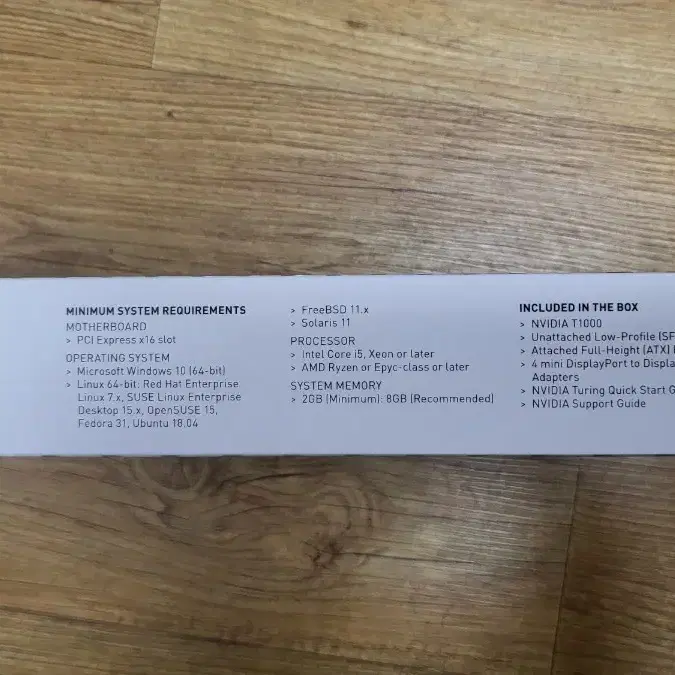 MINIMUM SYSTEM REQUIREMENTS
MOTHERBOARD
> PCI Express x16 slot
OPERATING SYSTEM
> Microsoft Windows 10 (64-bit)
> Linux 64-bit: Red Hat Enterprise
Linux 7.x, SUSE Linux Enterprise
Desktop 15.x, OpenSUSE 15,
Fedora 31, Ubuntu 18.04
> FreeBSD 11.x
> Solaris 11
PROCESSOR
> Intel Core i5, Xeon or later
> AMD Ryzen or Epyc-class or later
SYSTEM MEMORY
> 2GB (Minimum): 8GB (Recommended)
INCLUDED IN THE BOX
> NVIDIA T1000
> Unattached Low-Profile (SF
> Attached Full-Height (ATX)
> 4 mini DisplayPort to Displa
Adapters
> NVIDIA Turing Quick Start G
> NVIDIA Support Guide